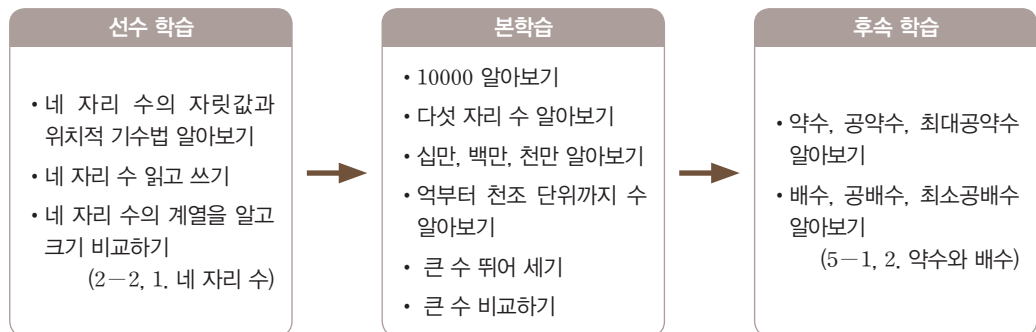 선수 학습
• 네 자리 수의 자릿값과
위치적 기수법 알아보기
• 네 자리 수 읽고 쓰기
• 네 자리 수의 계열을 알고
크기 비교하기
(2-2, 1. 네 자리 수)
본학습
• 10000 알아보기
• 다섯 자리 수 알아보기
• 십만, 백만, 천만 알아보기
• 억부터 천조 단위까지 수
알아보기
• 큰 수 뛰어 세기
• 큰 수 비교하기
후속 학습
• 약수, 공약수, 최대공약수
알아보기
• 배수, 공배수, 최소공배수
알아보기
(5-1, 2. 약수와 배수)